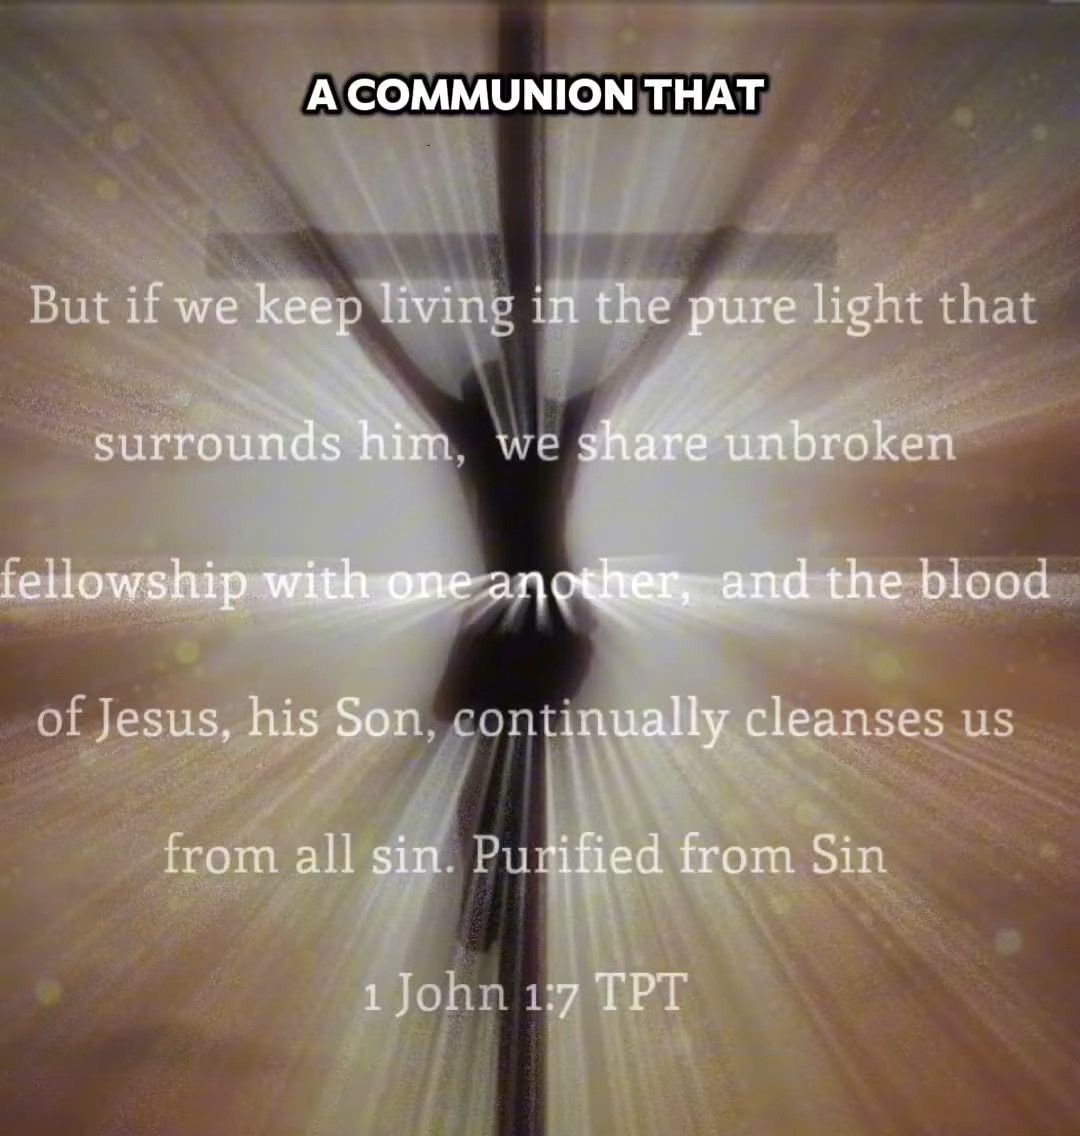 A COMMUNION THAT
But if we keep living in the pure light that
surrounds him, we share unbroken
fellowship with one another, and the blood
of Jesus, his Son, continually cleanses us
from all sin. Purified from Sin
1 John 1:7 TPT